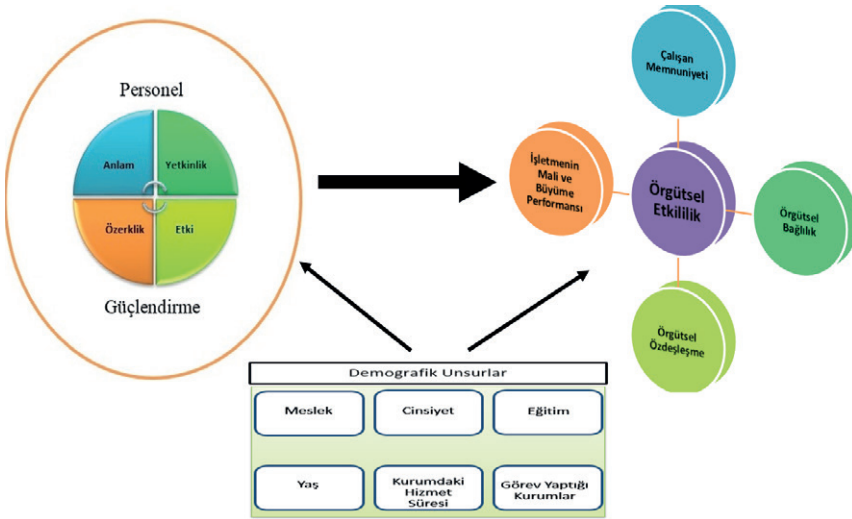 Personel
Anlam
Yetkinlik
Özerklik
Etki
Güçlendirme
Çalışan
Memnuniyeti
İşletmenin
Mali ve
Büyüme
Performansı
Örgütsel
Etkililik
Örgütsel
Bağlılık
Örgütsel
Özdeşleşme
Demografik Unsurlar
Meslek
Cinsiyet
Eğitim
Yaş
Kurumdaki
Hizmet
Süresi
Görev Yaptığı
Kurumlar